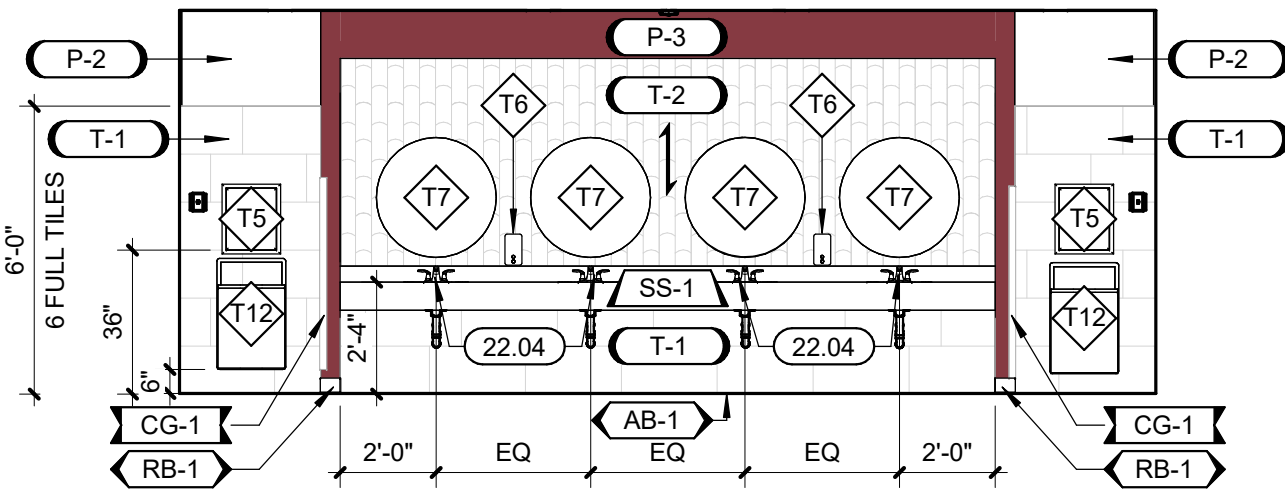 P-3
P-2
P-2
T-2
T6
T6
T-1
T-1
T7
T7
T7
T7
T5
T5
6'-0"
6 FULL TILES
36"
SS-1
T12
T12
2'-4"
22.04
T-1
22.04
6"
CG-1
AB-1
CG-1
RB-1
2'-0"
EQ
EQ
EQ
2'-0"
RB-1